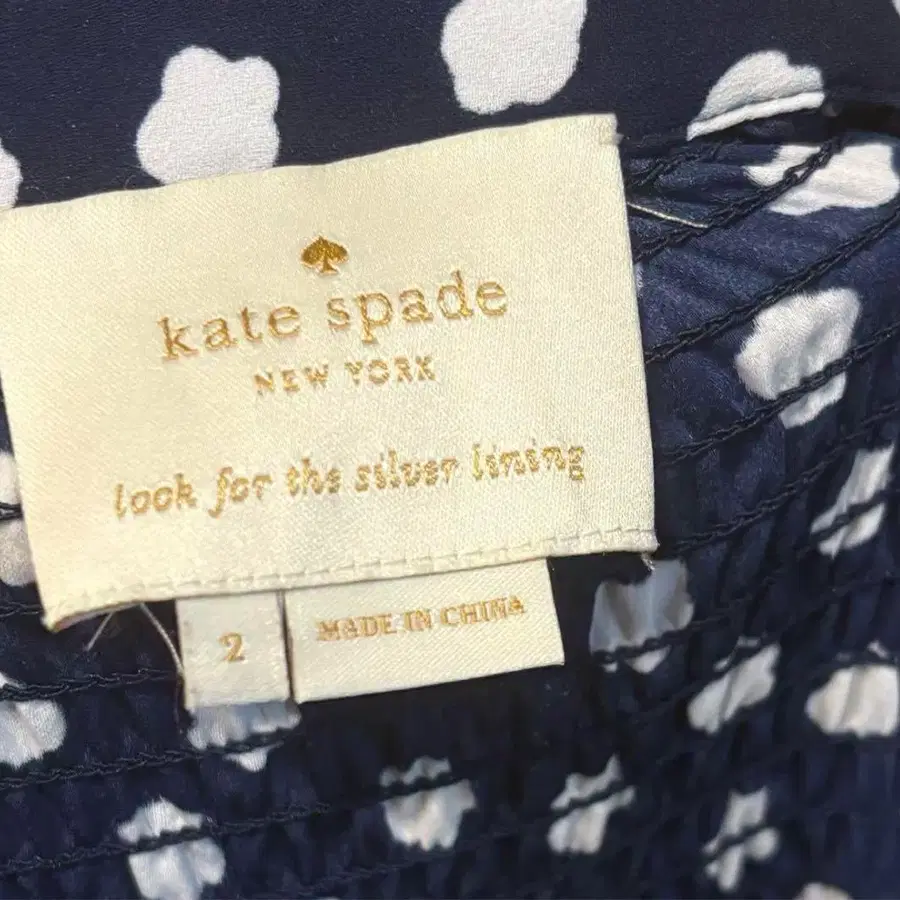 kate spade
NEW YORK
look for the silver lining
2
MADE IN CHINA